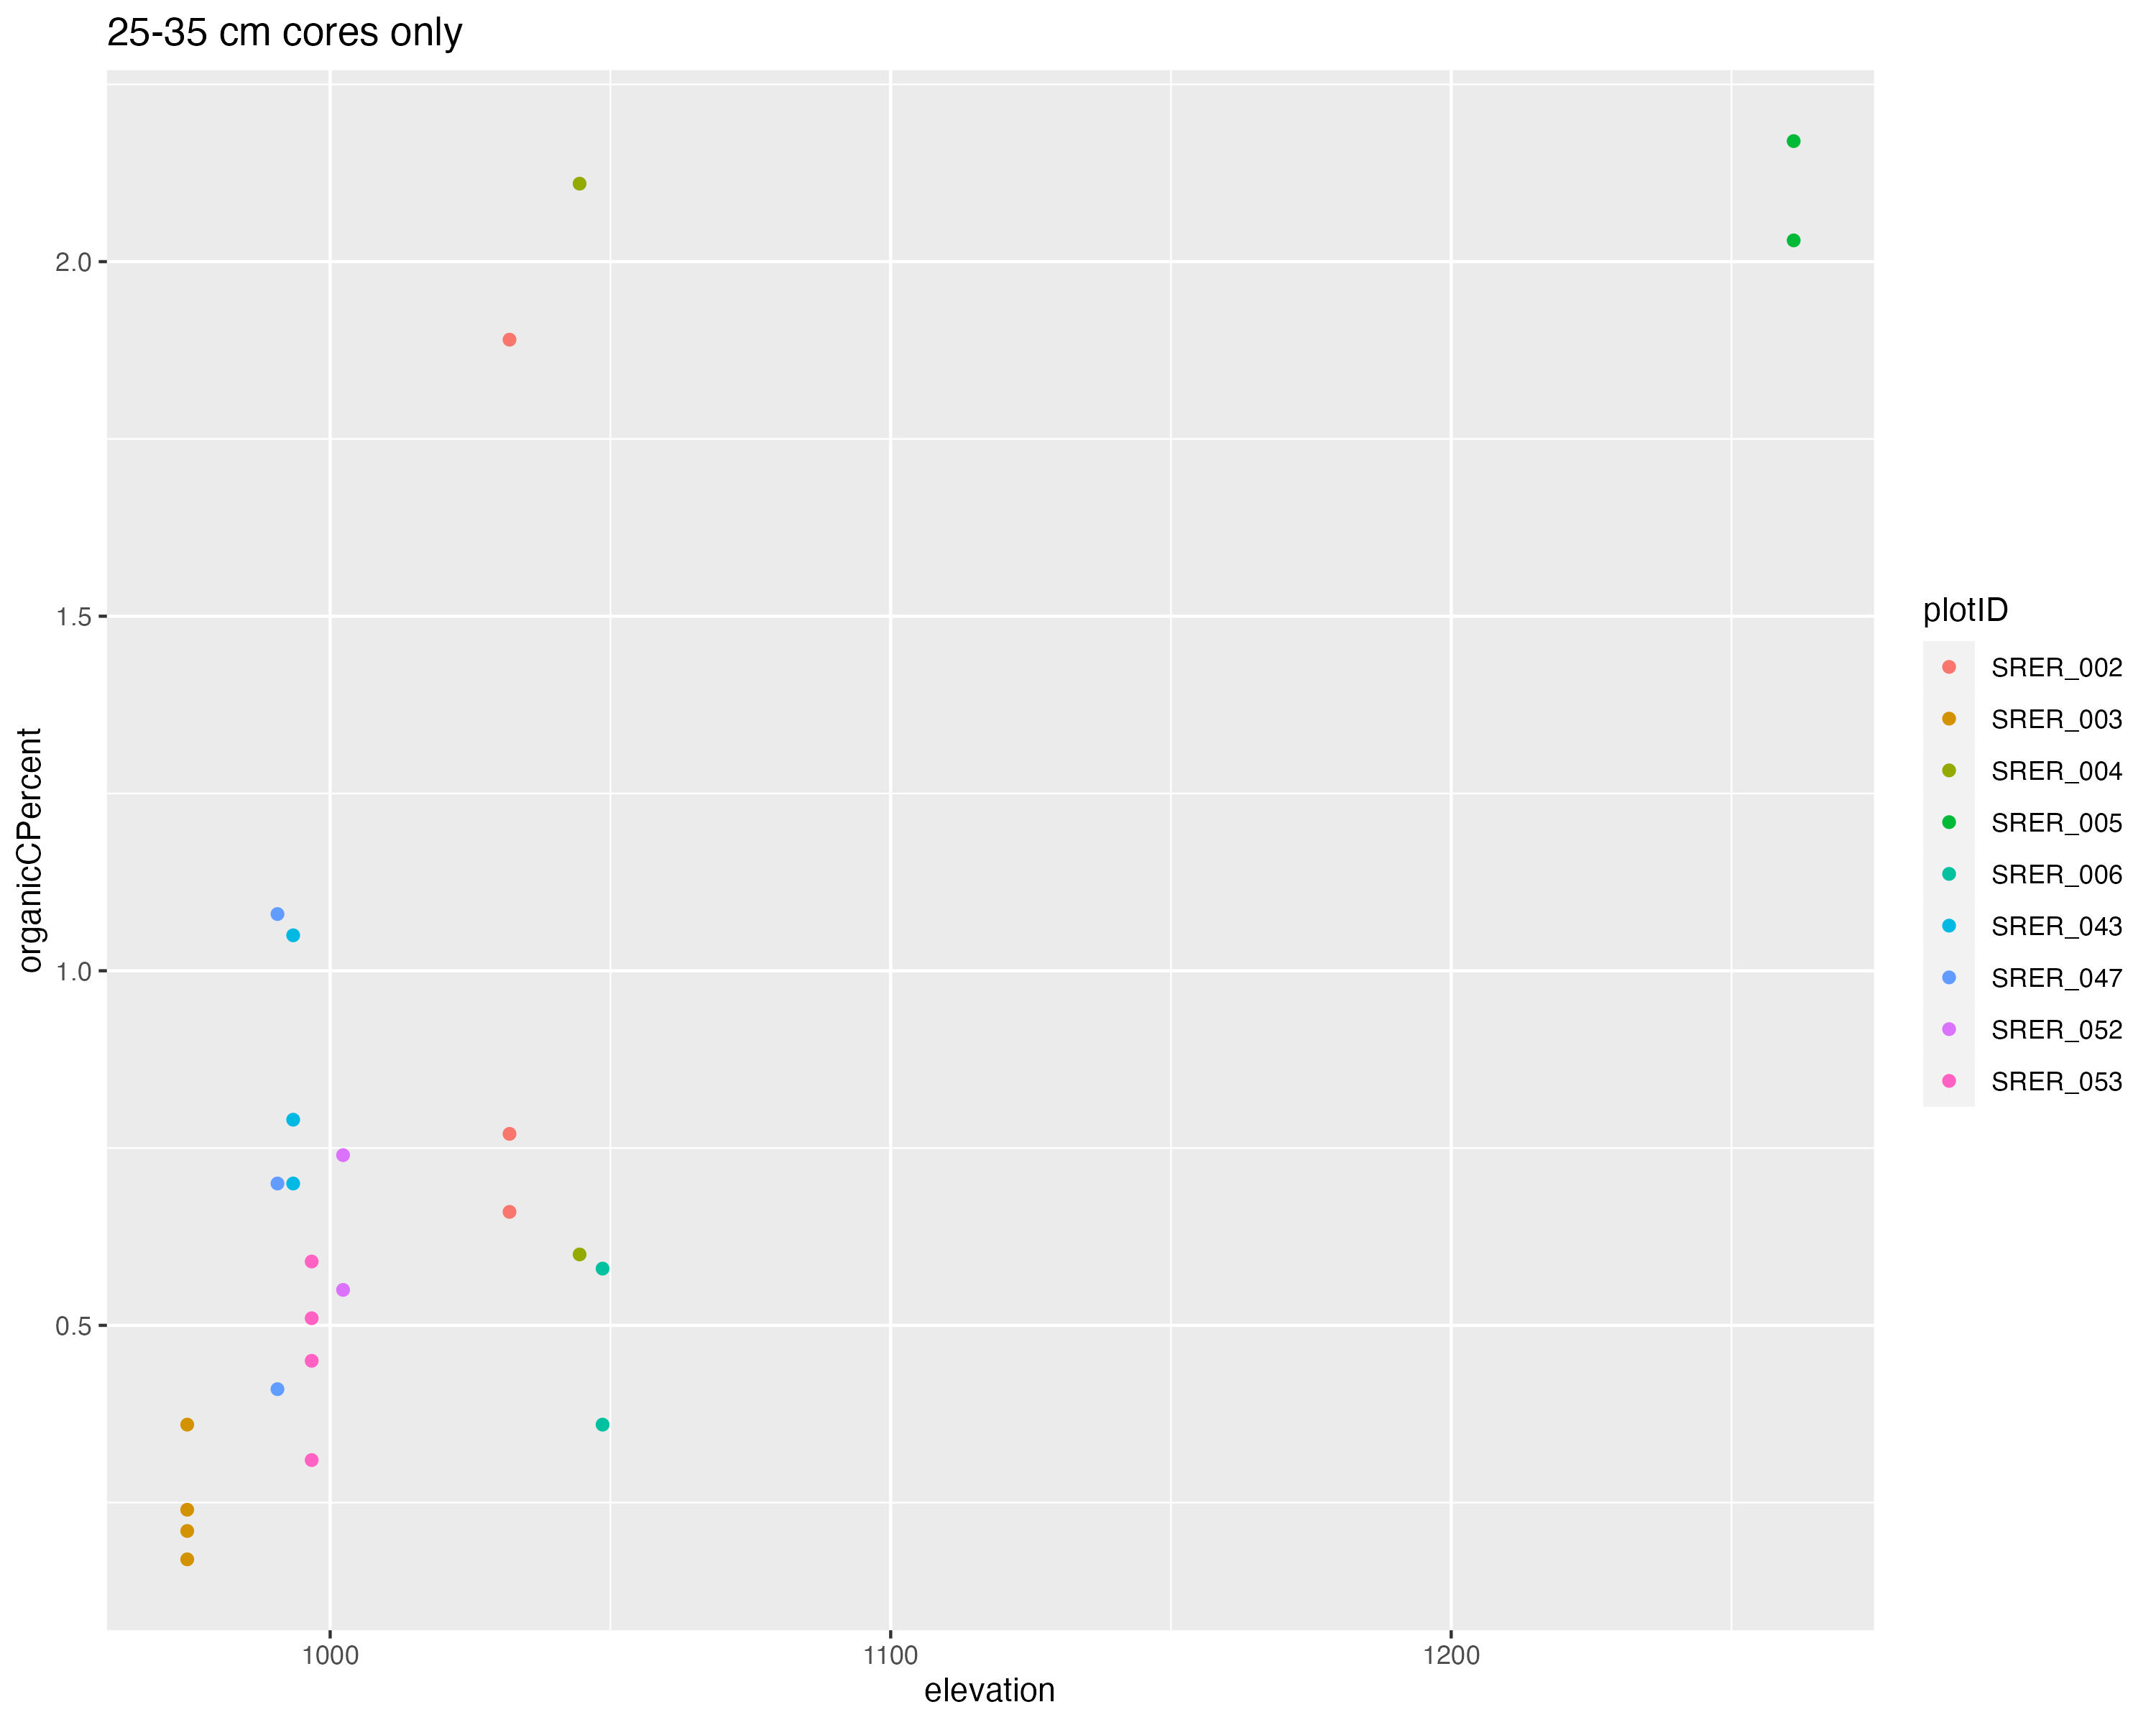 25-35 cm cores only
organicCPercent
2.0
1.5
1.0
0.5
1000
1100
1200
elevation
plotID
SRER_002
SRER_003
SRER_004
SRER_005
SRER_006
SRER_043
SRER_047
SRER_052
SRER_053